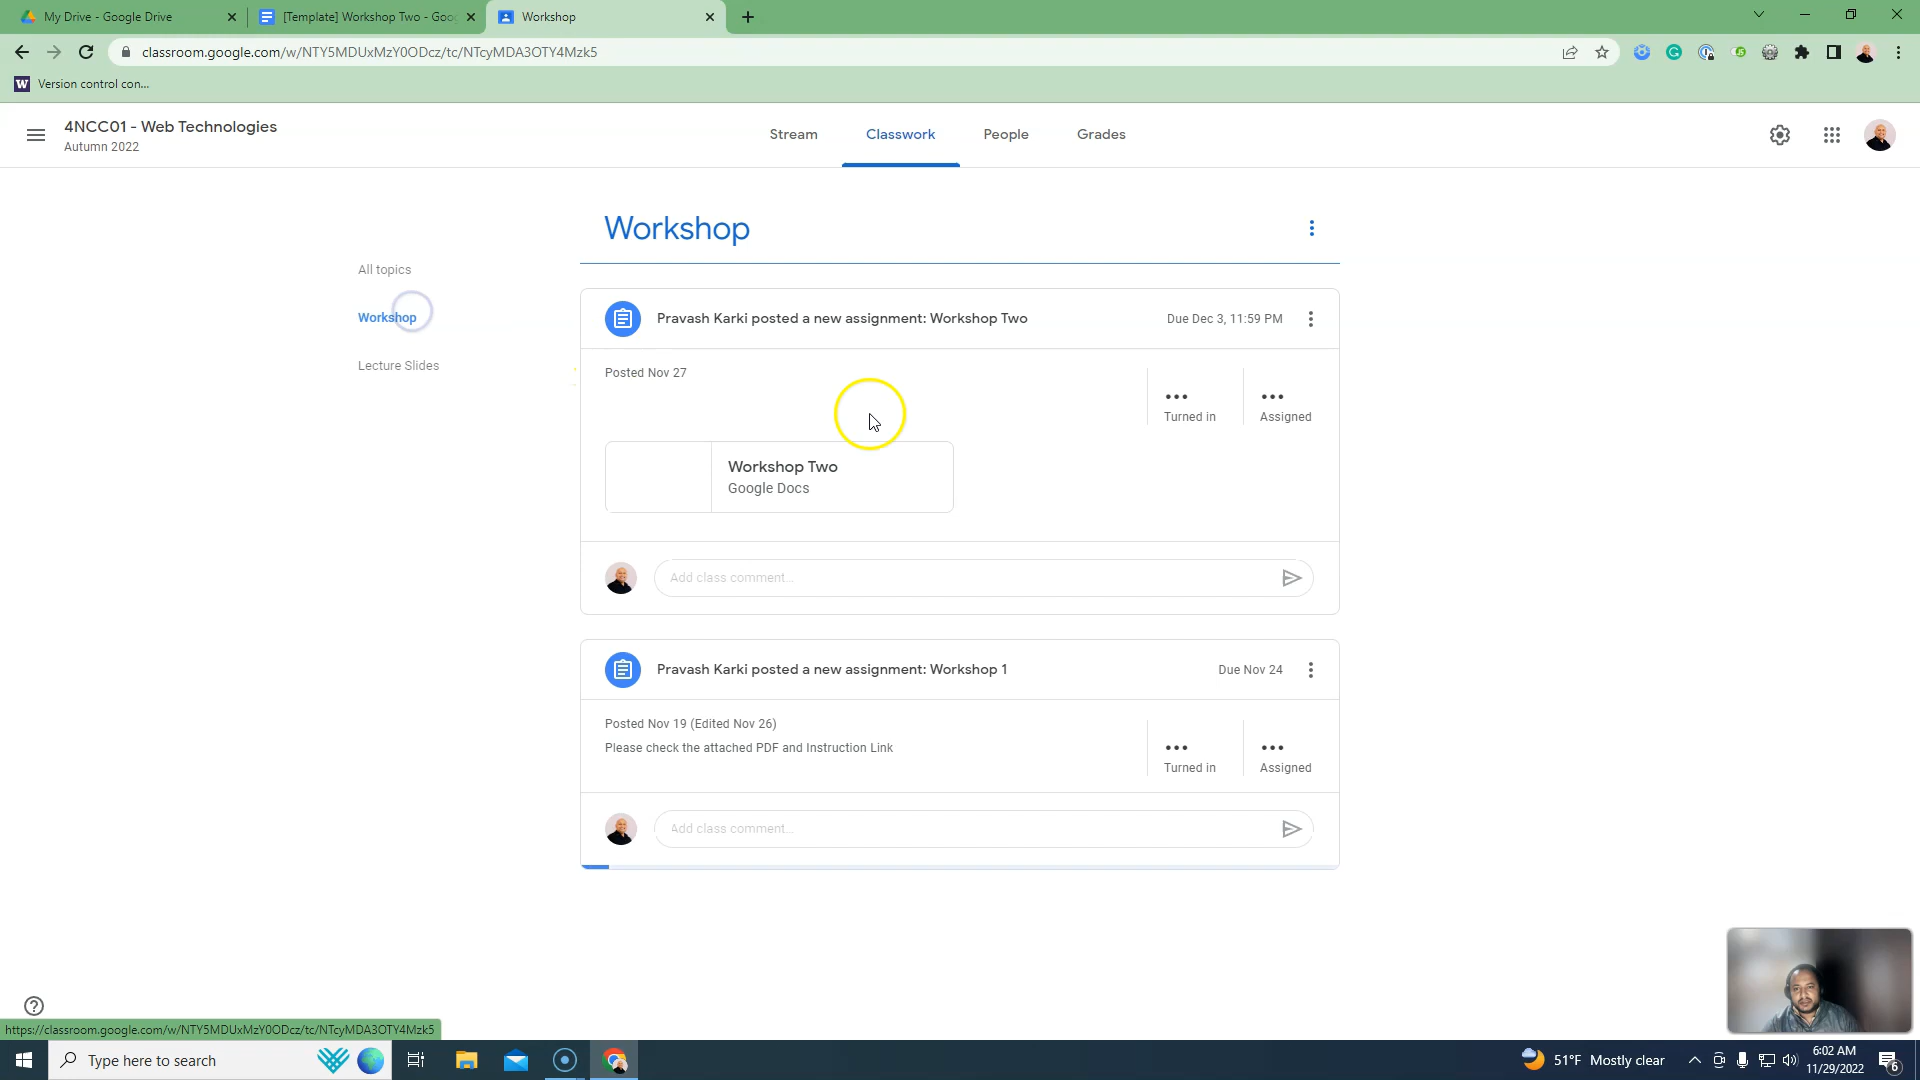 My Drive - Google Drive
[Template] Workshop Two - Goo
Workshop
classroom.google.com/w/NTY5MDUxMzY0ODcz/tc/NTcyMDA3OTY4Mzk5
W Version control con...
4NCC01 - Web Technologies
Autumn 2022
Stream
Classwork
People
Grades
Workshop
All topics
Workshop
Lecture Slides
Pravash Karki posted a new assignment: Workshop Two
Due Dec 3, 11:59 PM
Posted Nov 27
Turned in
Assigned
Workshop Two
Google Docs
Add class comment...
Pravash Karki posted a new assignment: Workshop 1
Due Nov 24
Posted Nov 19 (Edited Nov 26)
Please check the attached PDF and Instruction Link
Turned in
Assigned
Add class comment...
https://classroom.google.com/w/NTY5MDUxMzY0ODcz/tc/NTcyMDA3OTY4Mzk5
Type here to search
51°F Mostly clear
6:02 AM
11/29/2022
6